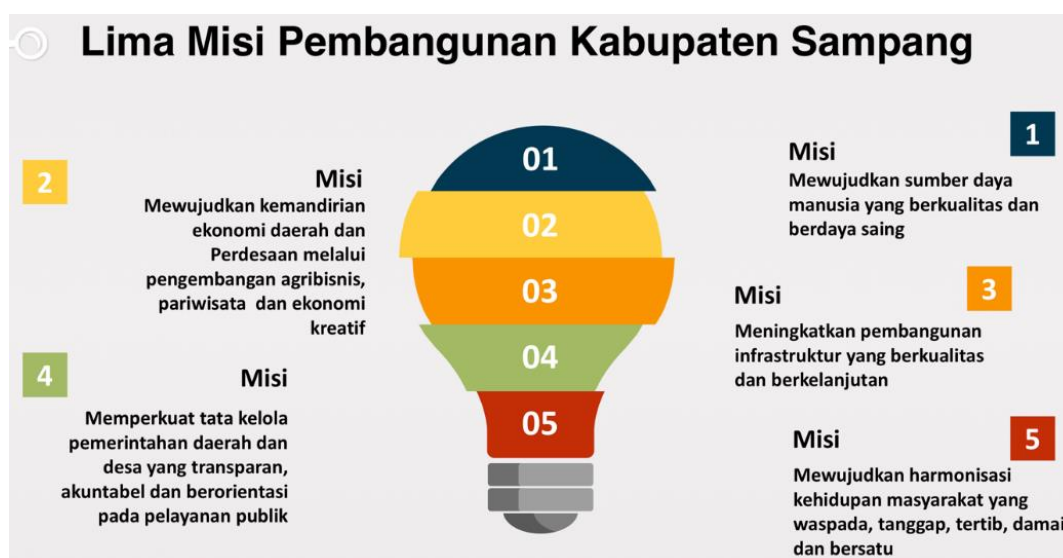 Lima Misi Pembangunan Kabupaten Sampang
1
Misi
Mewujudkan sumber daya
manusia yang berkualitas dan
berdaya saing
2
Misi
Mewujudkan kemandirian
ekonomi daerah dan
Perdesaan melalui
pengembangan agribisnis,
pariwisata dan ekonomi
kreatif
3
Misi
Meningkatkan pembangunan
infrastruktur yang berkualitas
dan berkelanjutan
4
Misi
Memperkuat tata kelola
pemerintahan daerah dan
desa yang transparan,
akuntabel dan berorientasi
pada pelayanan publik
5
Misi
Mewujudkan harmonisasi
kehidupan masyarakat yang
waspada, tanggap, tertib, damai
dan bersatu
01
02
03
04
05